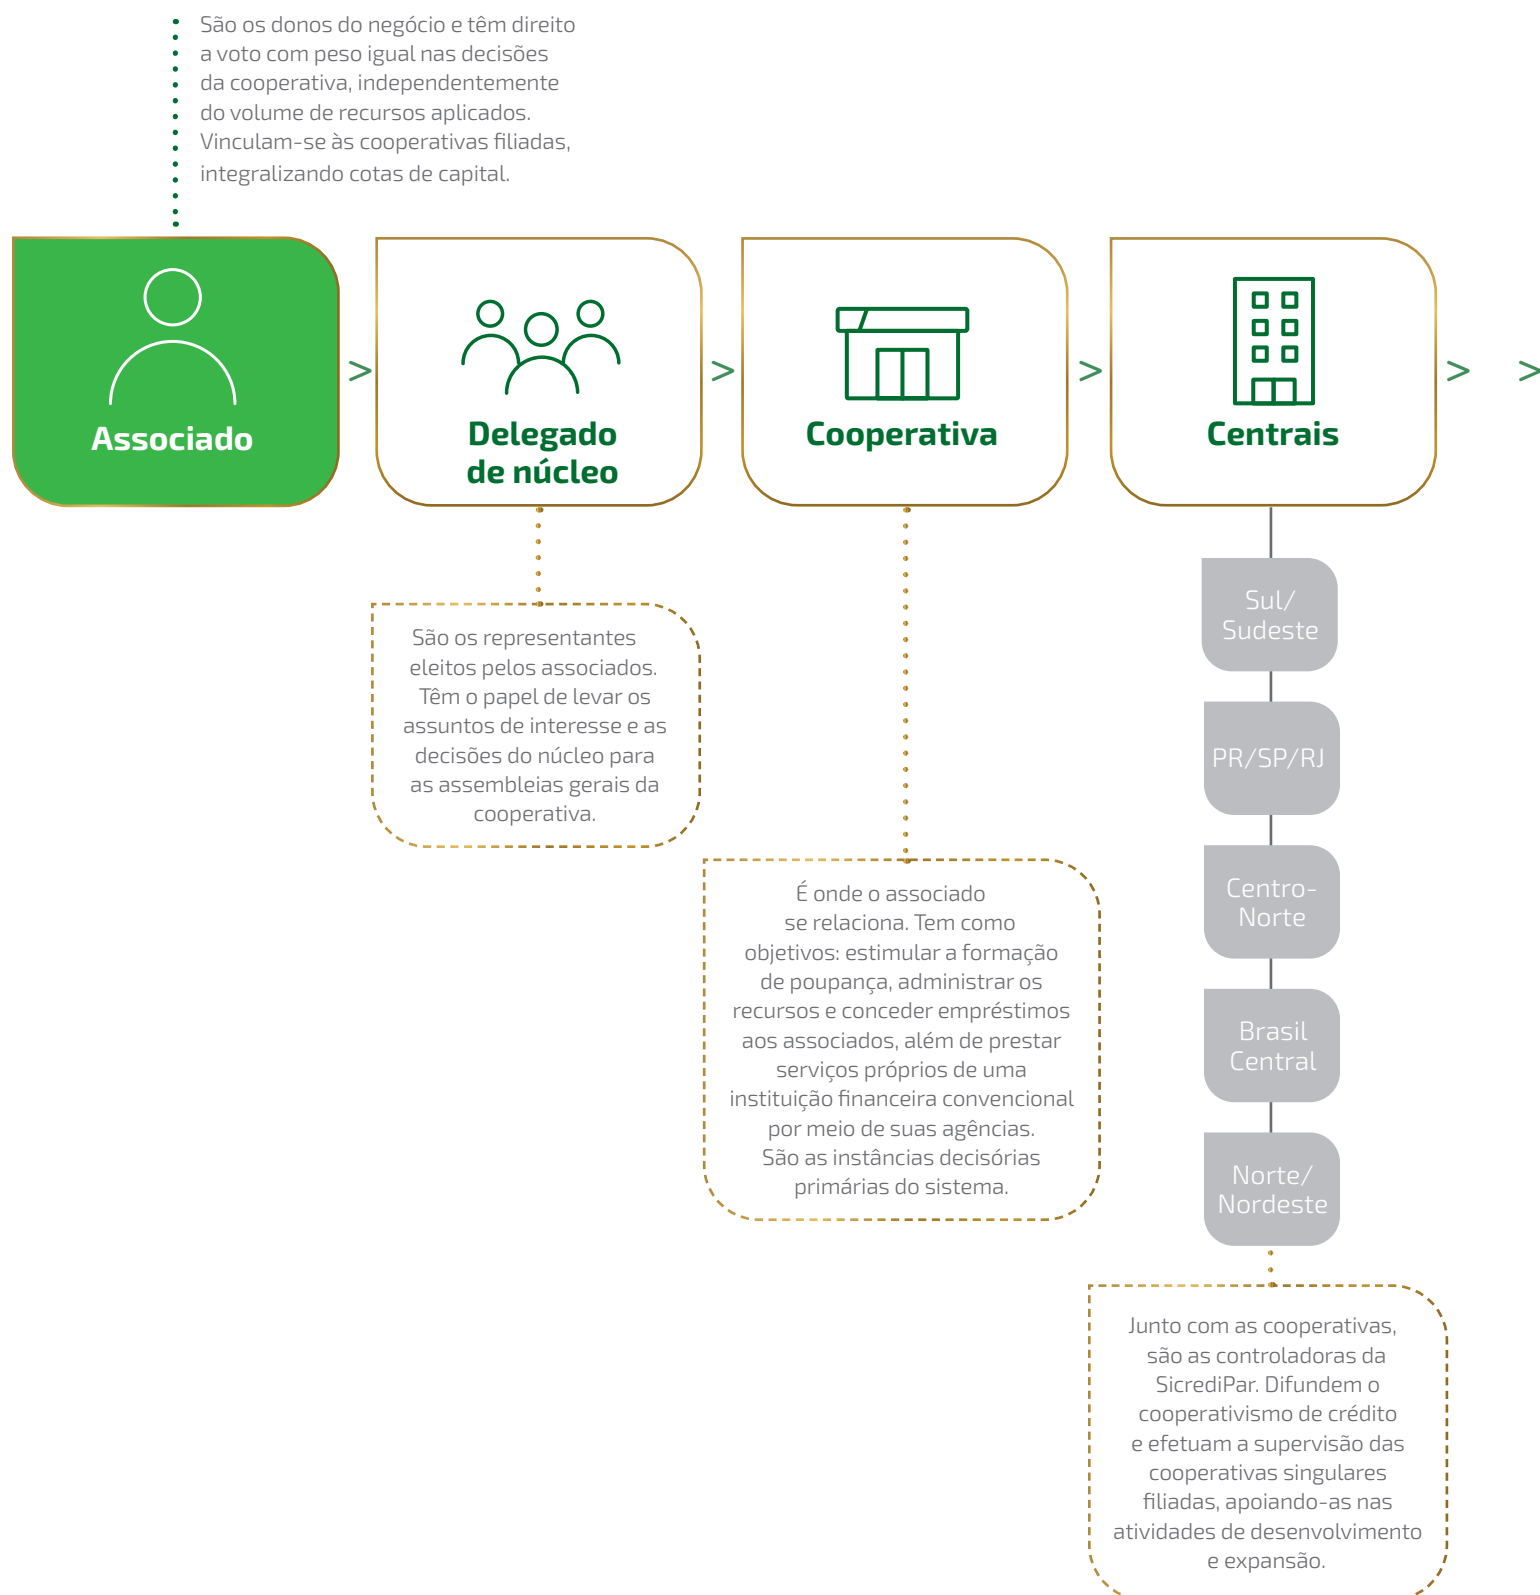 São os donos do negócio e têm direito
a voto com peso igual nas decisões
da cooperativa, independentemente
do volume de recursos aplicados.
Vinculam-se às cooperativas filiadas,
integralizando cotas de capital.
Associado
>
Delegado
de núcleo
>
Cooperativa
>
Centrais
>
>
São os representantes
eleitos pelos associados.
Têm o papel de levar os
assuntos de interesse e as
decisões do núcleo para
as assembleias gerais da
cooperativa.
É onde o associado
se relaciona. Tem como
objetivos: estimular a formação
de poupança, administrar os
recursos e conceder empréstimos
aos associados, além de prestar
serviços próprios de uma
instituição financeira convencional
por meio de suas agências.
São as instâncias decisórias
primárias do sistema.
Sul/
Sudeste
PR/SP/RJ
Centro-
Norte
Brasil
Central
Norte/
Nordeste
Junto com as cooperativas,
são as controladoras da
SicrediPar. Difundem o
cooperativismo de crédito
e efetuam a supervisão das
cooperativas singulares
filiadas, apoiando-as nas
atividades de desenvolvimento
e expansão.